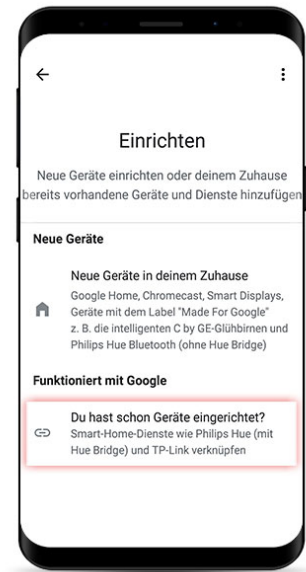 Einrichten
Neue Geräte einrichten oder deinem Zuhause
bereits vorhandene Geräte und Dienste hinzufügen
Neue Geräte
Neue Geräte in deinem Zuhause
Google Home, Chromecast, Smart Displays,
Geräte mit dem Label "Made For Google"
z. B. die intelligenten C by GE-Glühbirnen und
Philips Hue Bluetooth (ohne Hue Bridge)
Funktioniert mit Google
Du hast schon Geräte eingerichtet?
Smart-Home-Dienste wie Philips Hue (mit
Hue Bridge) und TP-Link verknüpfen